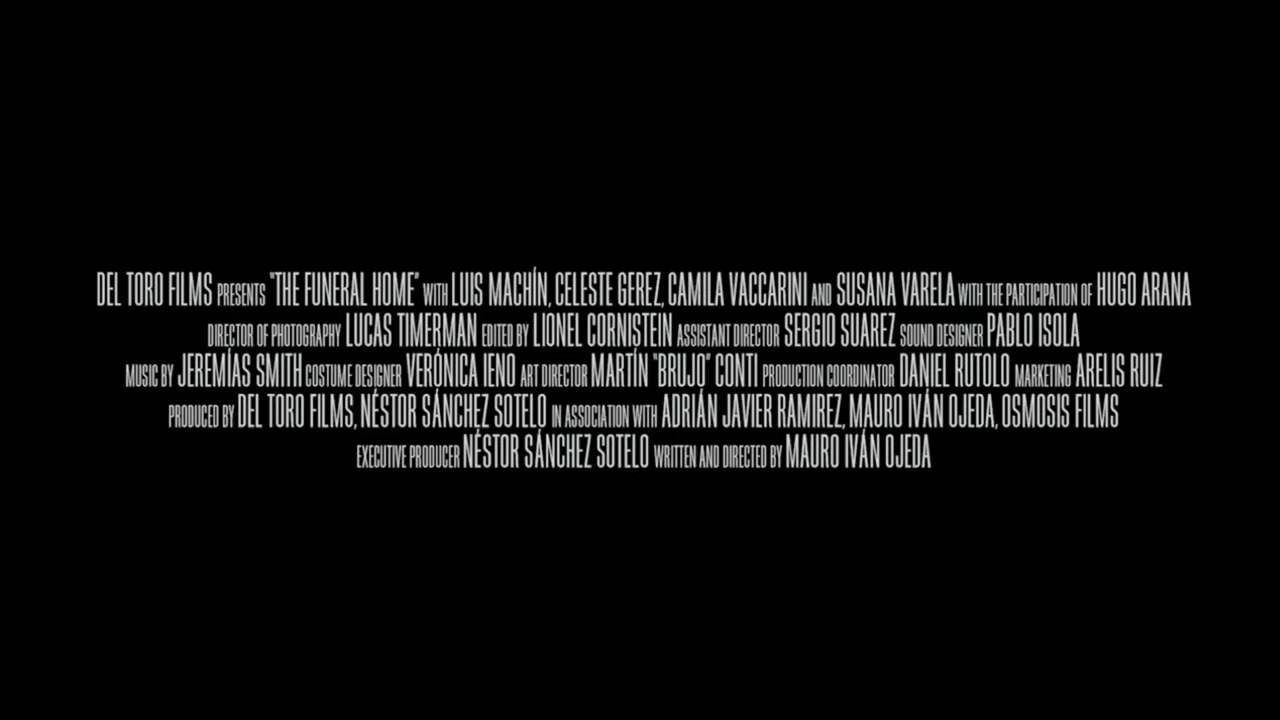 DEL TORO FILMS PRESENTS "THE FUNERAL HOME" WITH LUIS MACHÍN, CELESTE GEREZ, CAMILA VACCARINI AND SUSANA VARELA WITH THE PARTICIPATION OF HUGO ARANA
DIRECTOR OF PHOTOGRAPHY LUCAS TIMERMAN EDITED BY LIONEL CORNISTEIN ASSISTANT DIRECTOR SERGIO SUAREZ SOUND DESIGNER PABLO ISOLA
MUSIC BY JEREMÍAS SMITH COSTUME DESIGNER VERÓNICA IENO ART DIRECTOR MARTÍN "BRUJO" CONTI PRODUCTION COORDINATOR DANIEL RUTOLO MARKETING ARELIS RUIZ
PRODUCED BY DEL TORO FILMS, NÉSTOR SÁNCHEZ SOTELO IN ASSOCIATION WITH ADRIÁN JAVIER RAMIREZ, MAURO IVÁN OJEDA, OSMOSIS FILMS
EXECUTIVE PRODUCER NÉSTOR SÁNCHEZ SOTELO WRITTEN AND DIRECTED BY MAURO IVÁN OJEDA